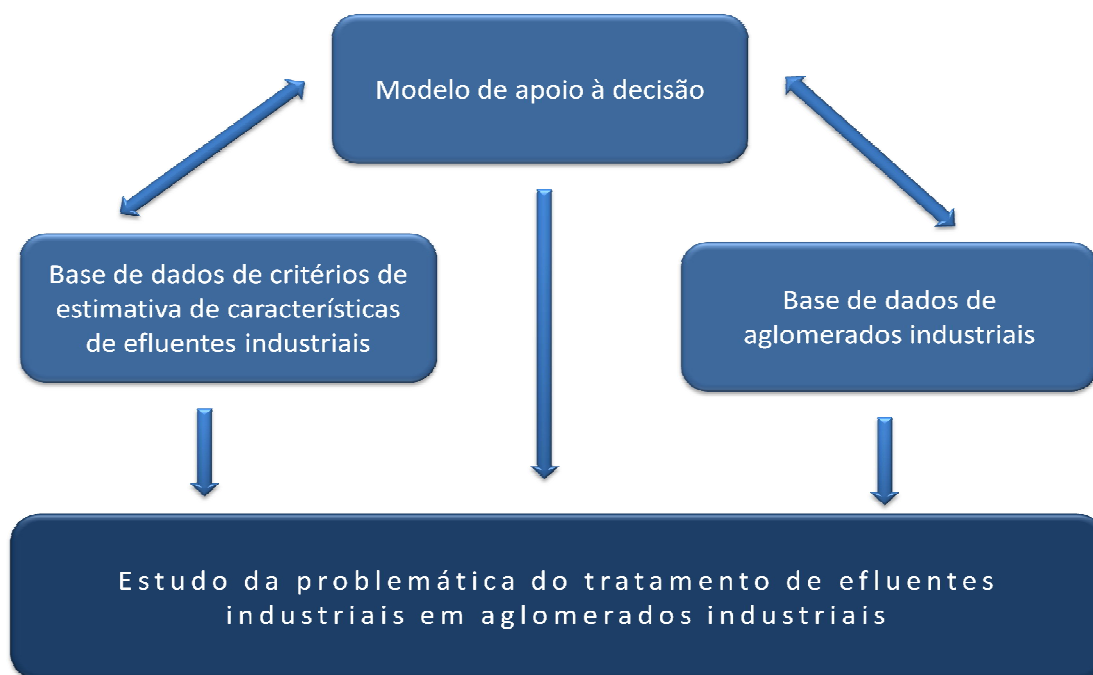 Modelo de apoio à decisão
Base de dados de critérios de
estimativa de características
de efluentes industriais
Base de dados de
aglomerados industriais
Estudo da problemática do tratamento de efluentes
industriais em aglomerados industriais